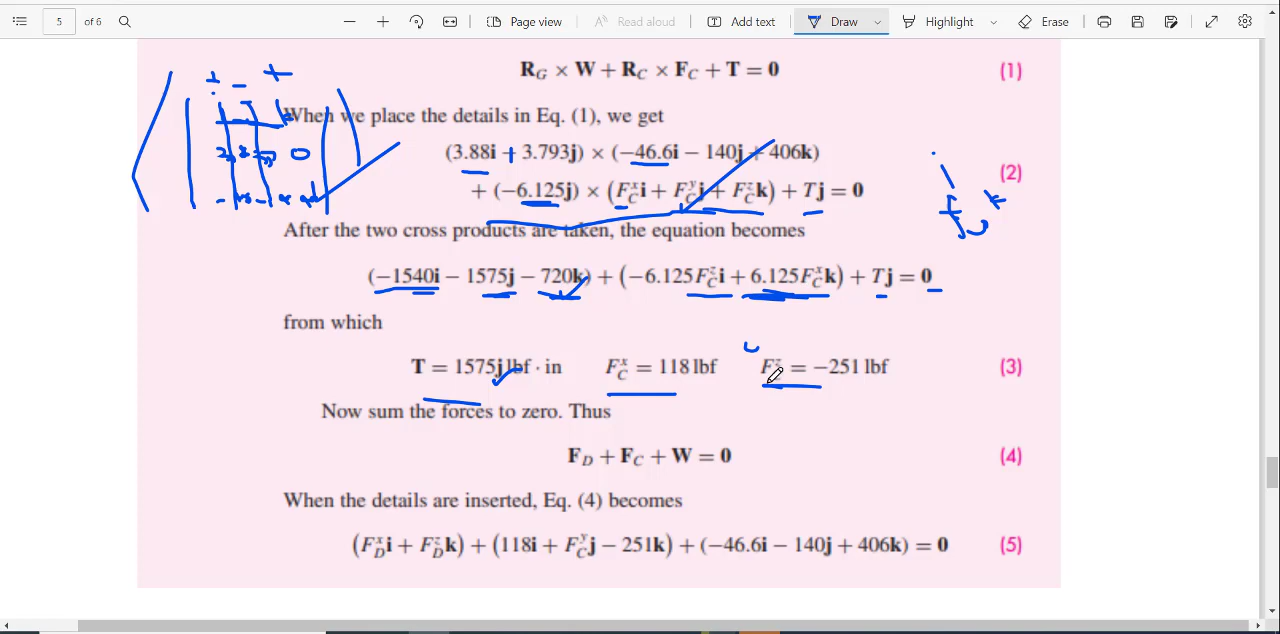 5 of 6 Page view Read aloud Add text Draw Highlight Erase
R_G × W + R_C × F_C + T = 0 (1)
When we place the details in Eq. (1), we get
(3.88i + 3.793j) × (−46.6i − 140j + 406k)
+ (−6.125j) × (F_C^x i + F_C^y j + F_C^z k) + Tj = 0 (2)
After the two cross products are taken, the equation becomes
(−1540i − 1575j − 720k) + (−6.125F_C^z i + 6.125F_C^x k) + Tj = 0
from which
T = 1575j lbf · in F_C^x = 118 lbf F_C^z = −251 lbf (3)
Now sum the forces to zero. Thus
F_D + F_C + W = 0 (4)
When the details are inserted, Eq. (4) becomes
(F_D^x i + F_D^z k) + (118i + F_C^y j − 251k) + (−46.6i − 140j + 406k) = 0 (5)